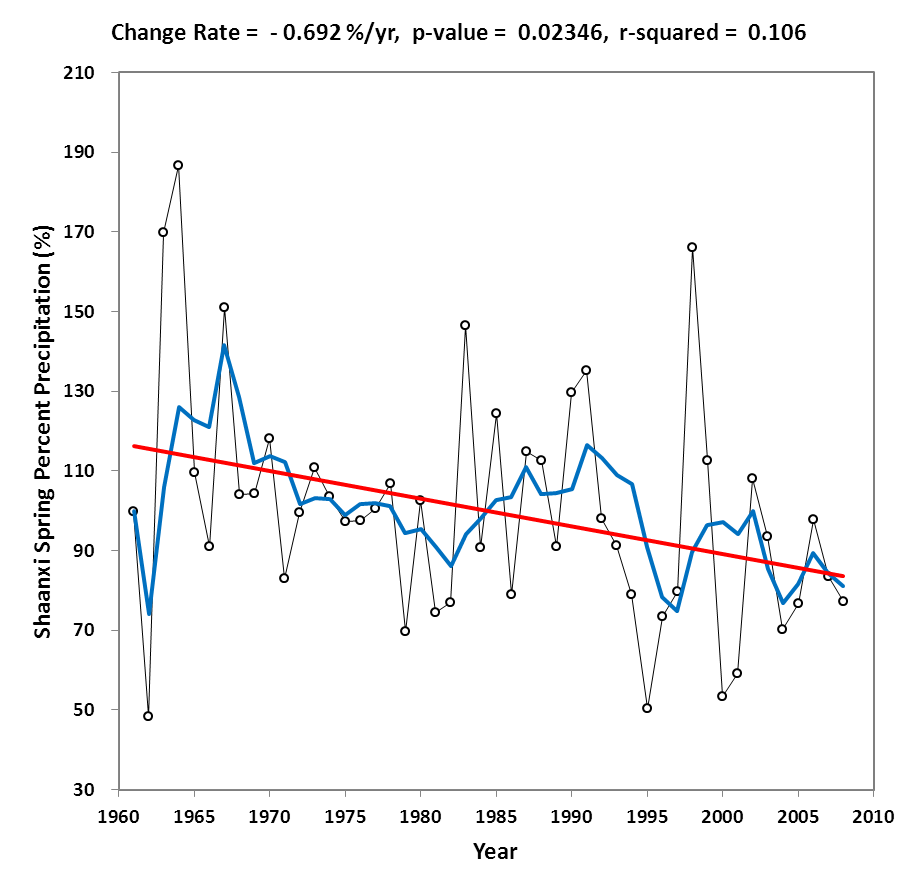 Change Rate = - 0.692 %/yr, p-value = 0.02346, r-squared = 0.106
210
190
170
150
130
110
90
70
50
30
Shaanxi Spring Percent Precipitation (%)
1960 1965 1970 1975 1980 1985 1990 1995 2000 2005 2010
Year